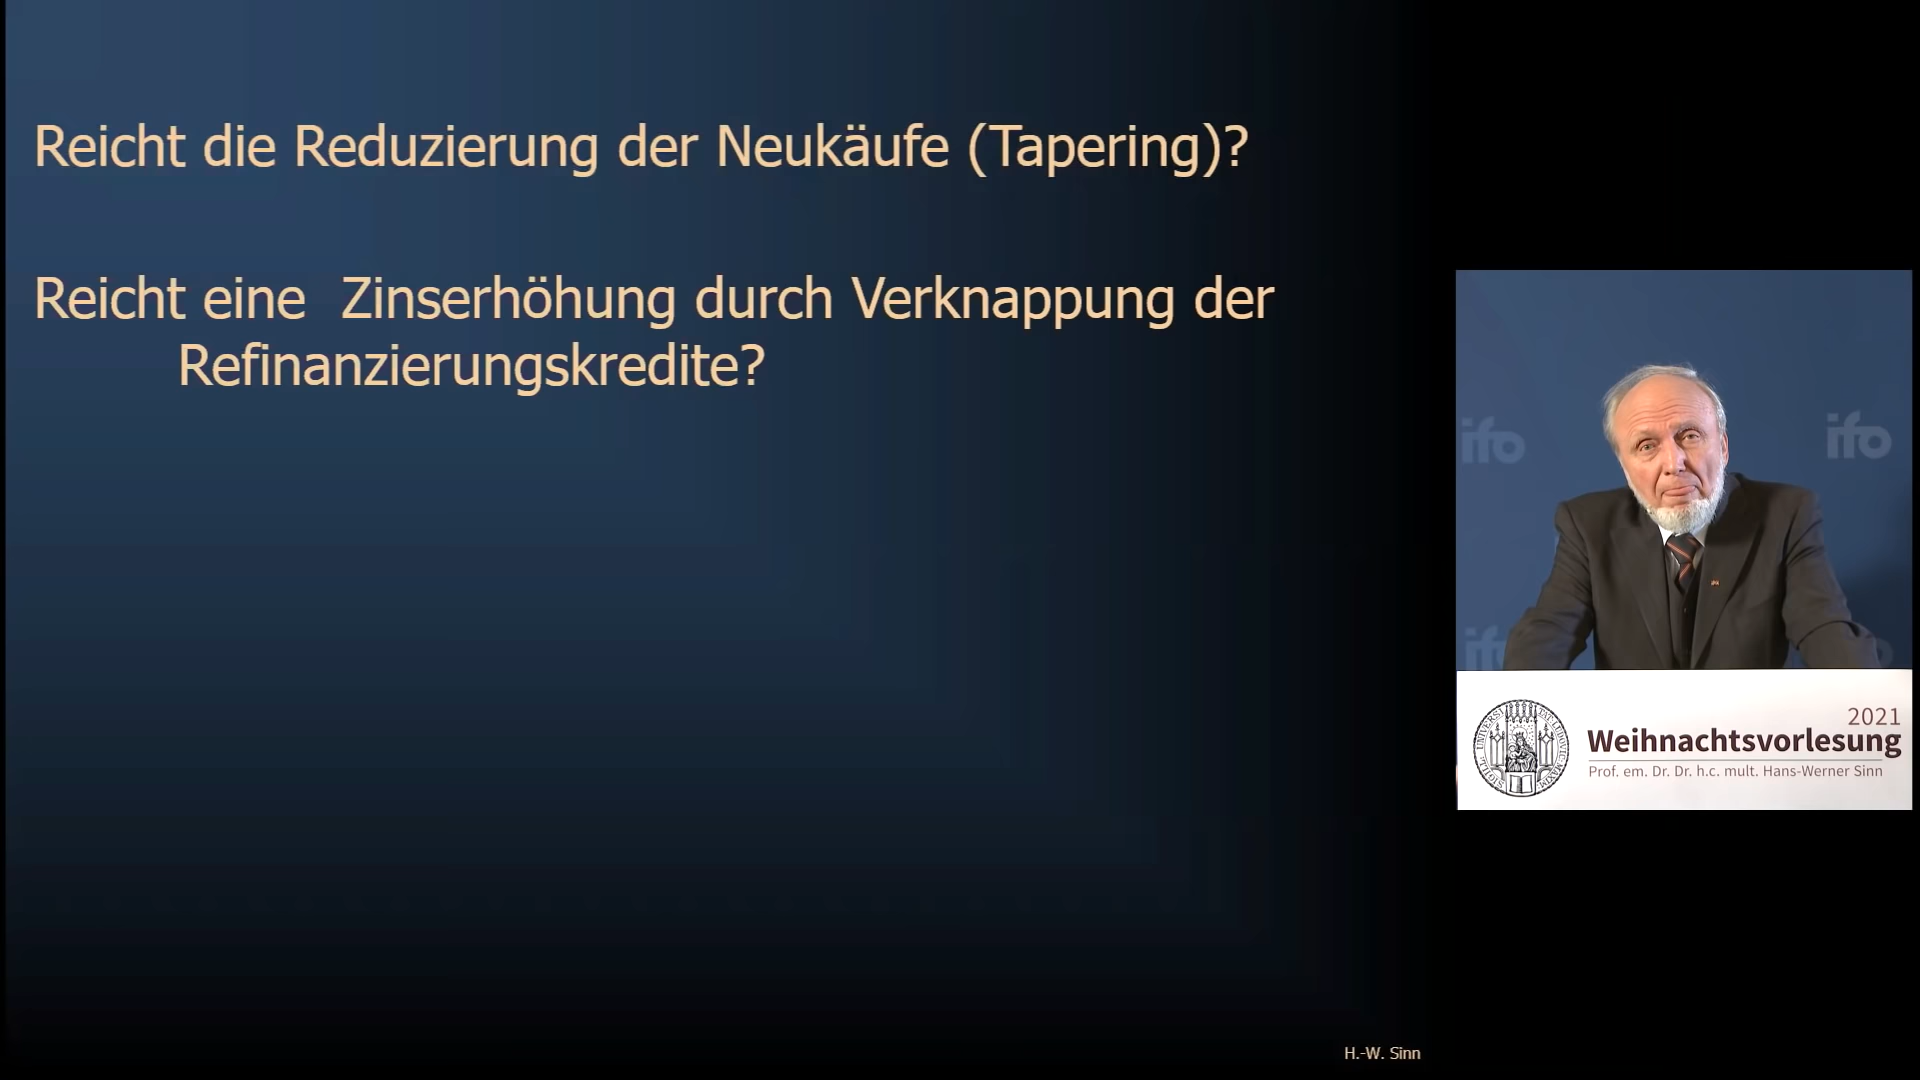 Reicht die Reduzierung der Neukäufe (Tapering)?
Reicht eine  Zinserhöhung durch Verknappung der
Refinanzierungskredite?
ifo
ifo
2021
Weihnachtsvorlesung
Prof. em. Dr. Dr. h.c. mult. Hans-Werner Sinn
H.-W. Sinn